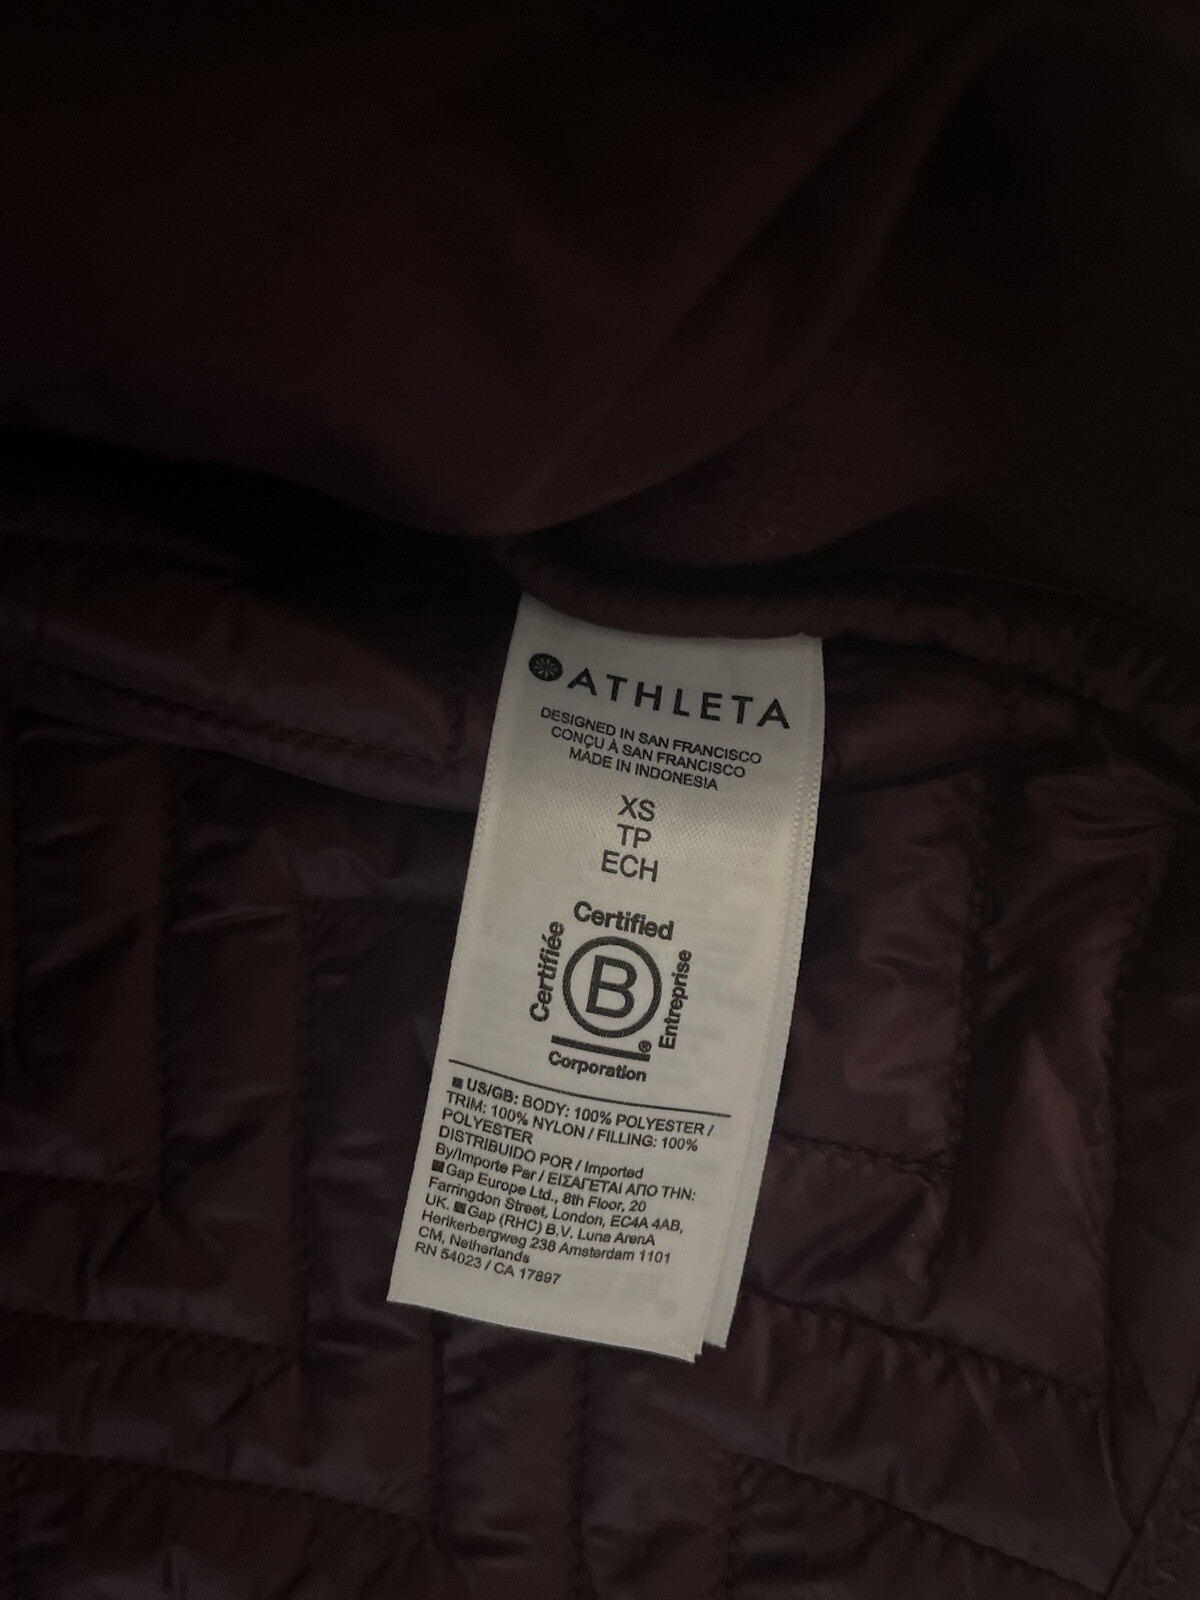 ATHLETA
DESIGNED IN SAN FRANCISCO
CONÇU À SAN FRANCISCO
MADE IN INDONESIA
XS
TP
ECH
Certified
Certifiée
B
Entreprise
®
Corporation
US/GB: BODY: 100% POLYESTER /
TRIM: 100% NYLON / FILLING: 100%
POLYESTER
DISTRIBUIDO POR / Imported
By/Importe Par / ΕΙΣΑΓΕΤΑΙ ΑΠΟ ΤΗΝ:
Gap Europe Ltd., 8th Floor, 20
Farringdon Street, London, EC4A 4AB,
UK. Gap (RHC) B.V. Luna ArenA
Herikerbergweg 238 Amsterdam 1101
CM, Netherlands
RN 54023 / CA 17897